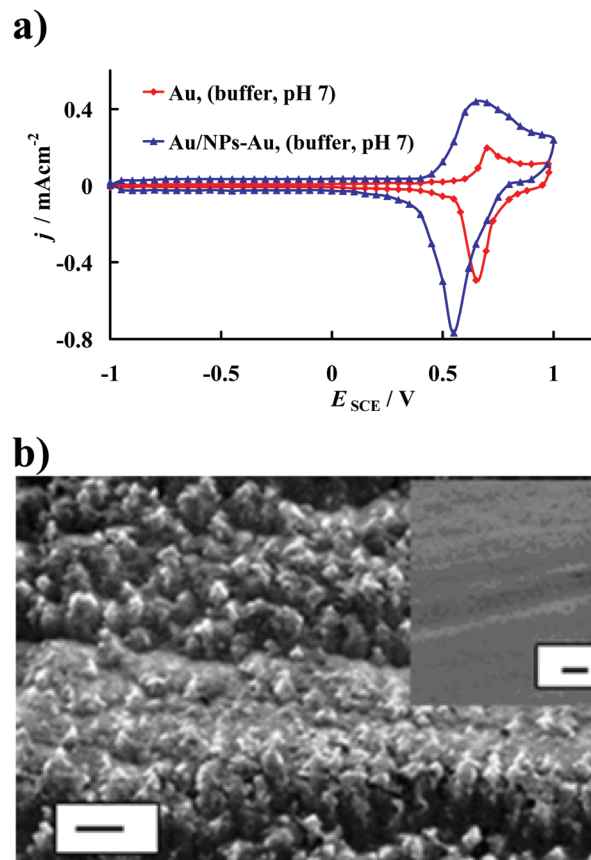 a)
Au, (buffer, pH 7)
Au/NPs-Au, (buffer, pH 7)
0.4
0
-0.4
-0.8
j / mAcm-2
-1
-0.5
0
0.5
1
E SCE / V
b)